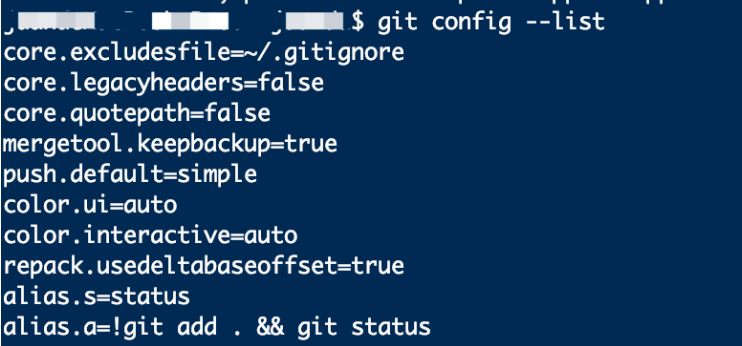 $ git config --list
core.excludesfile=~/.gitignore
core.legacyheaders=false
core.quotepath=false
mergetool.keepbackup=true
push.default=simple
color.ui=auto
color.interactive=auto
repack.usedeltabaseoffset=true
alias.s=status
alias.a=!git add . && git status